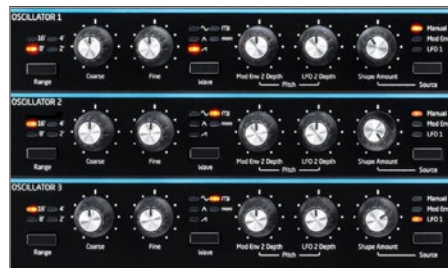 OSCILLATOR 1
16' 4'
8' 2'
Manual
Mod En
LFO 1
Range
Coarse
Fine
Wave
Mod Env 2 Depth
LFO 2 Depth
Shape Amount
Pitch
Source
OSCILLATOR 2
16' 4'
8' 2'
Manual
Mod En
LFO 1
Range
Coarse
Fine
Wave
Mod Env 2 Depth
LFO 2 Depth
Shape Amount
Pitch
Source
OSCILLATOR 3
16' 4'
8' 2'
Manual
Mod En
LFO 1
Range
Coarse
Fine
Wave
Mod Env 2 Depth
LFO 2 Depth
Shape Amount
Pitch
Source